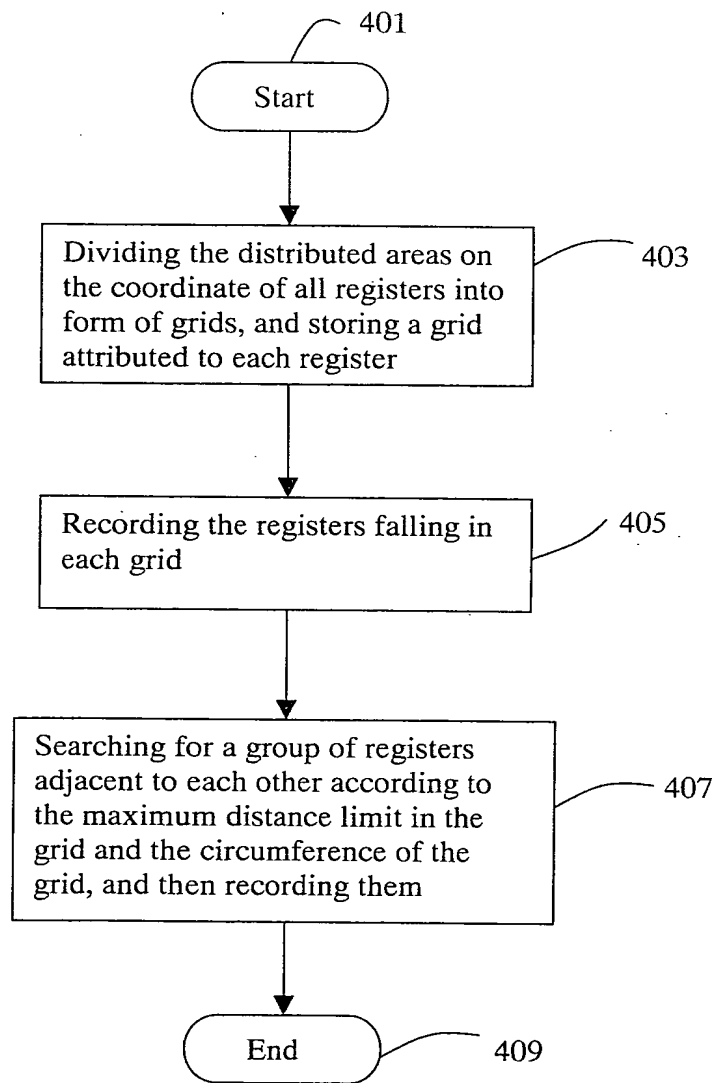 401
Start
Dividing the distributed areas on
the coordinate of all registers into
form of grids, and storing a grid
attributed to each register
403
Recording the registers falling in
each grid
405
Searching for a group of registers
adjacent to each other according to
the maximum distance limit in the
grid and the circumference of the
grid, and then recording them
407
End
409